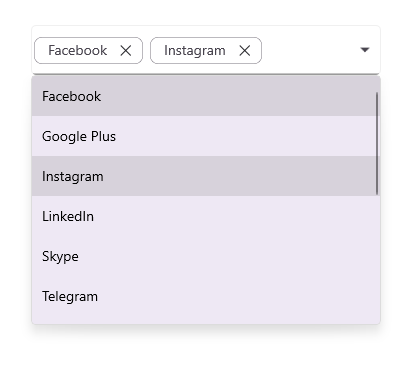 Facebook Instagram
Facebook
Google Plus
Instagram
LinkedIn
Skype
Telegram